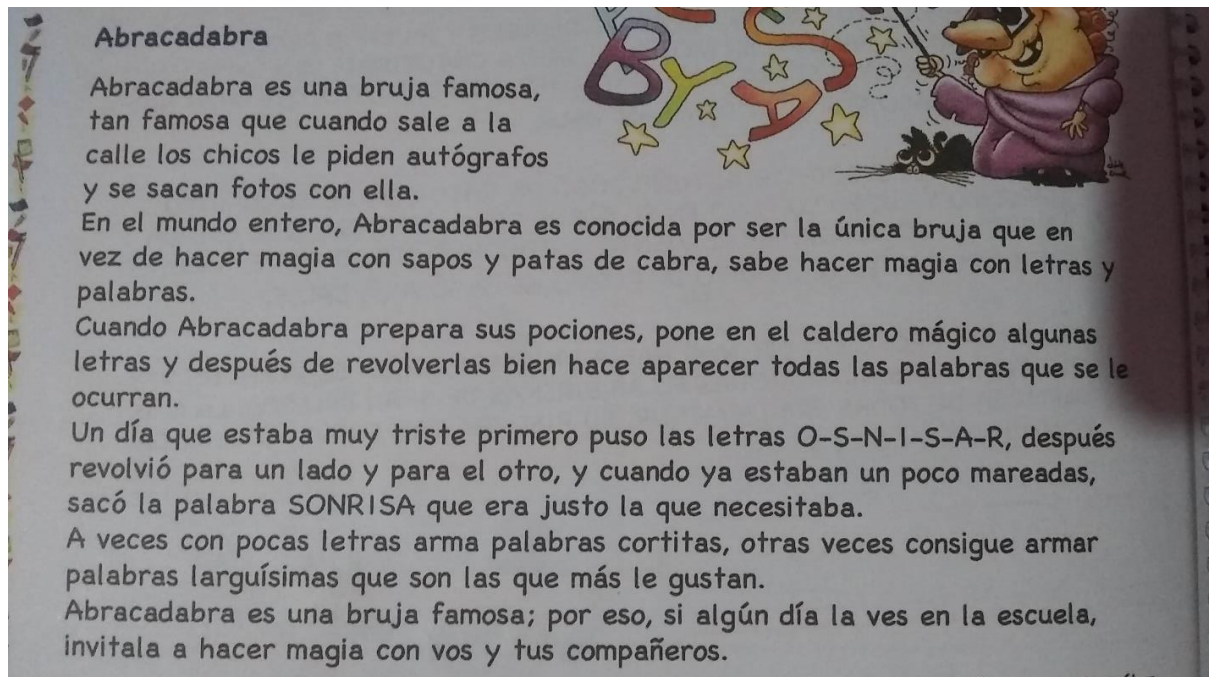 Abracadabra
Abracadabra es una bruja famosa,
tan famosa que cuando sale a la
calle los chicos le piden autógrafos
y se sacan fotos con ella.
En el mundo entero, Abracadabra es conocida por ser la única bruja que en
vez de hacer magia con sapos y patas de cabra, sabe hacer magia con letras y
palabras.
Cuando Abracadabra prepara sus pociones, pone en el caldero mágico algunas
letras y después de revolverlas bien hace aparecer todas las palabras que se le
ocurran.
Un día que estaba muy triste primero puso las letras O-S-N-I-S-A-R, después
revolvió para un lado y para el otro, y cuando ya estaban un poco mareadas,
sacó la palabra SONRISA que era justo la que necesitaba.
A veces con pocas letras arma palabras cortitas, otras veces consigue armar
palabras larguísimas que son las que más le gustan.
Abracadabra es una bruja famosa; por eso, si algún día la ves en la escuela,
invitala a hacer magia con vos y tus compañeros.